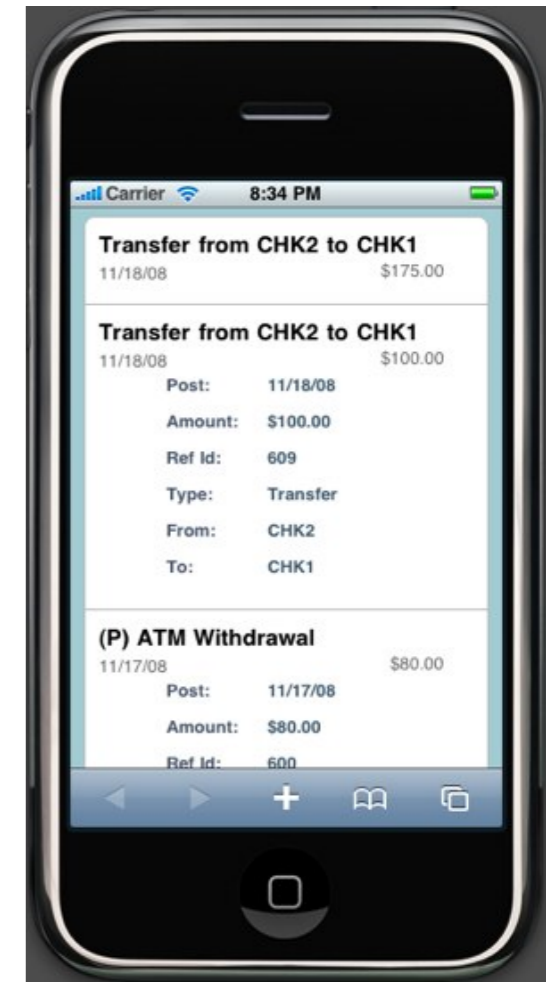 Carrier 8:34 PM
Transfer from CHK2 to CHK1
11/18/08 $175.00
Transfer from CHK2 to CHK1
11/18/08 $100.00
Post: 11/18/08
Amount: $100.00
Ref Id: 609
Type: Transfer
From: CHK2
To: CHK1
(P) ATM Withdrawal
11/17/08 $80.00
Post: 11/17/08
Amount: $80.00
Ref Id: 600